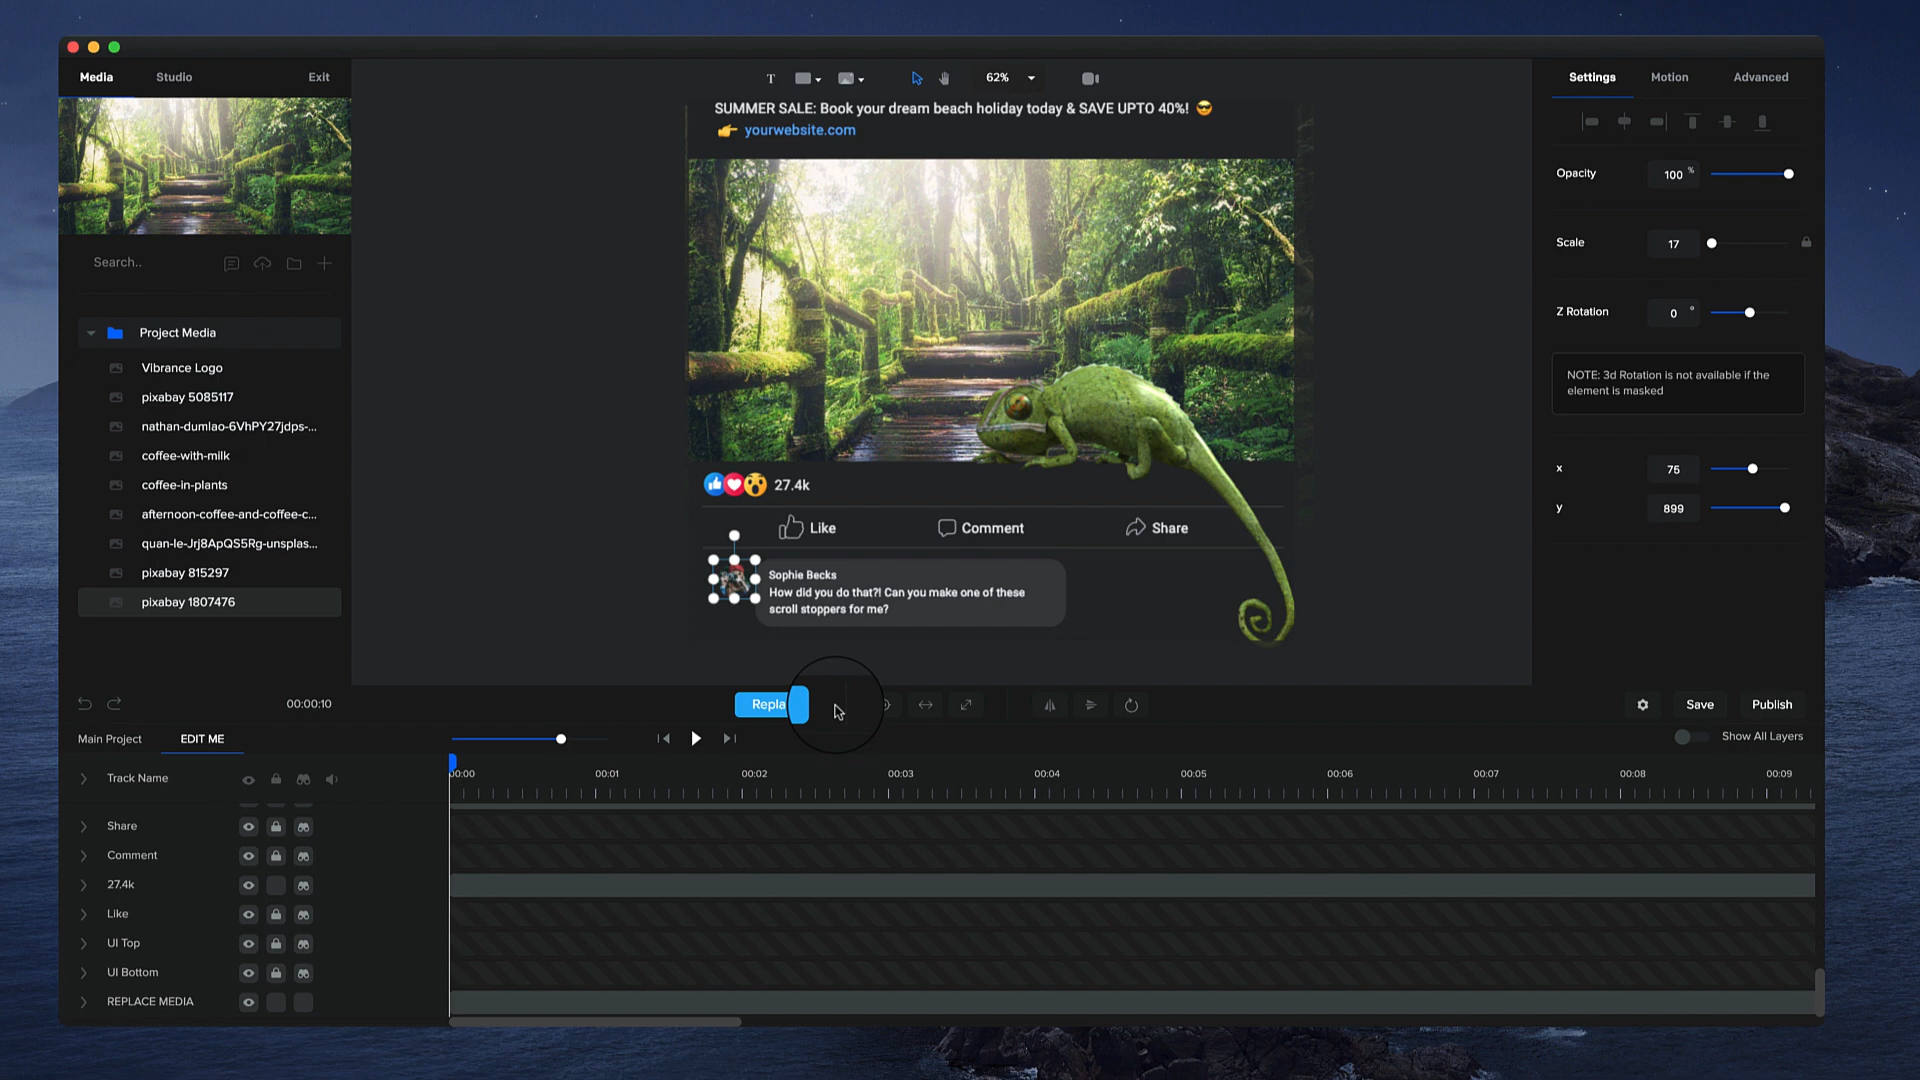 Media
Studio
Exit
T
62%
Settings
Motion
Advanced
SUMMER SALE: Book your dream beach holiday today & SAVE UPTO 40%! 😎
👉 yourwebsite.com
Search..
Opacity
100 %
Scale
17
Z Rotation
0 °
NOTE: 3d Rotation is not available if the
element is masked
x
75
y
899
Project Media
Vibrance Logo
pixabay 5085117
nathan-dumlao-6VhPY27jdps-...
coffee-with-milk
coffee-in-plants
afternoon-coffee-and-coffee-c...
quan-le-Jrj8ApQS5Rg-unsplas...
pixabay 815297
pixabay 1807476
27.4k
Like
Comment
Share
Sophie Becks
How did you do that?! Can you make one of these
scroll stoppers for me?
00:00:10
Repla
Save
Publish
Main Project
EDIT ME
Show All Layers
Track Name
00:00
00:01
00:02
00:03
00:04
00:05
00:06
00:07
00:08
00:09
Share
Comment
27.4k
Like
UI Top
UI Bottom
REPLACE MEDIA